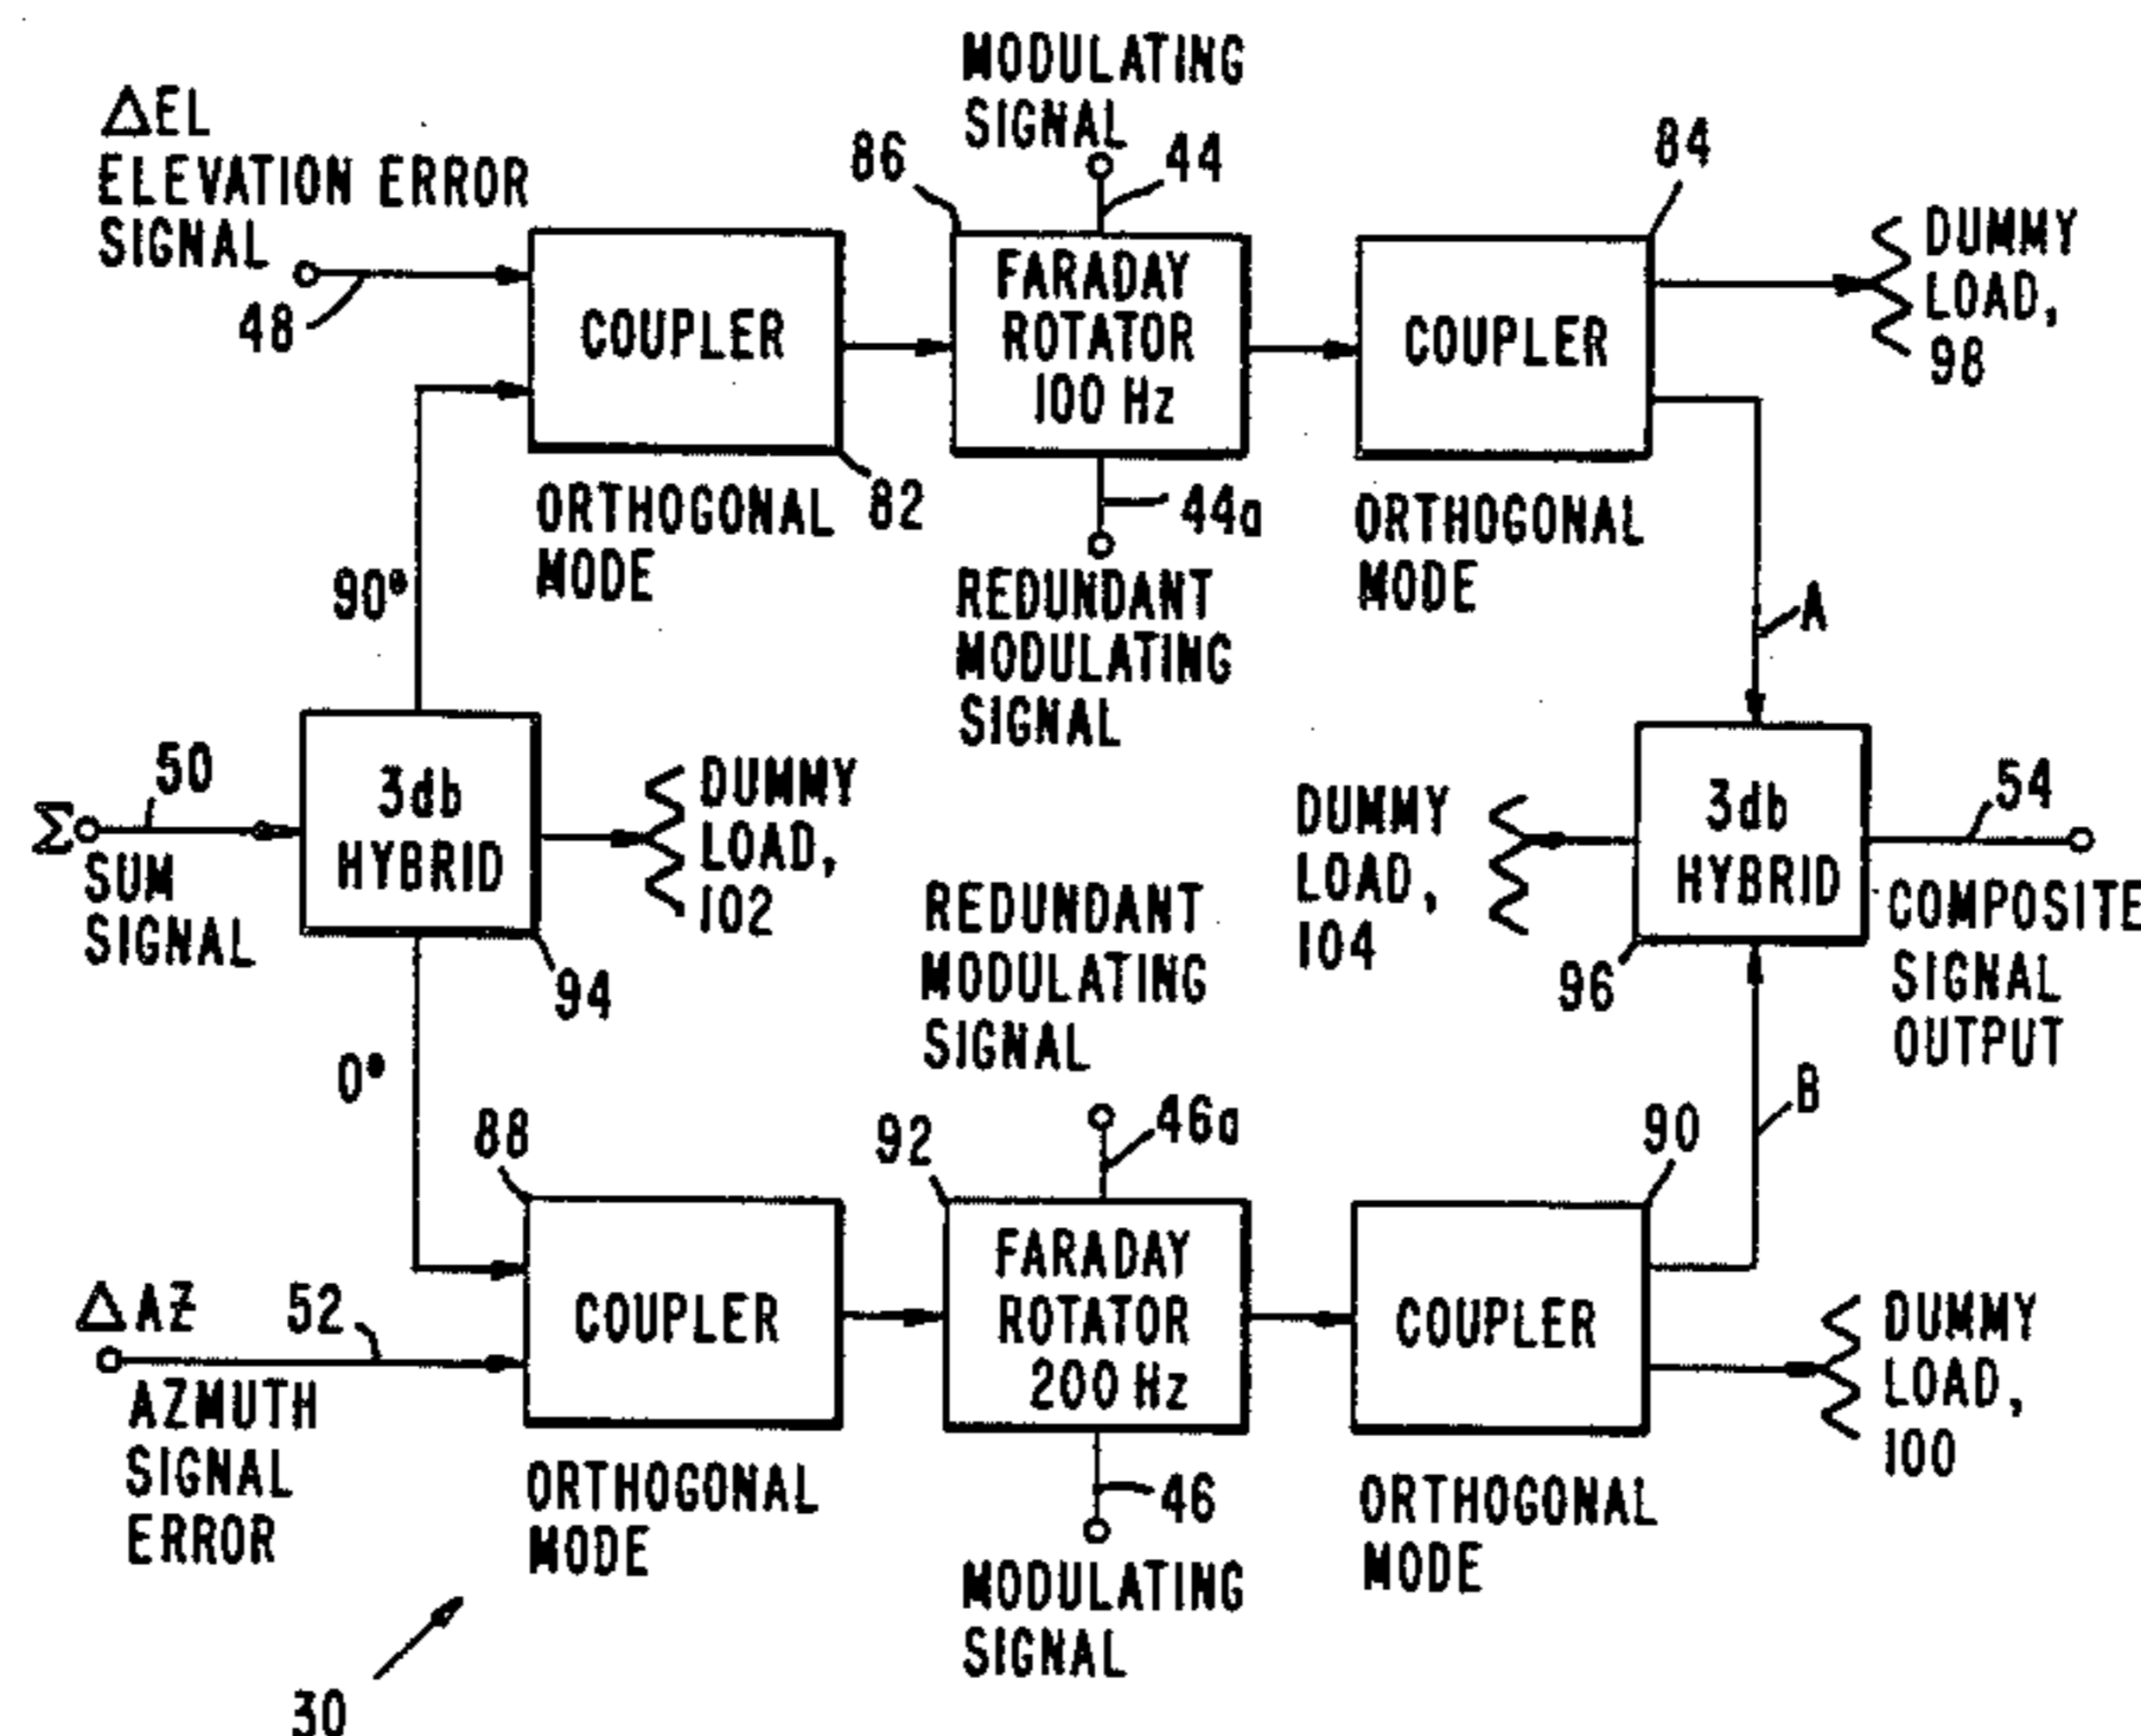 ΔEL
ELEVATION ERROR
SIGNAL
48
MODULATING
SIGNAL
44
86
FARADAY
ROTATOR
100 Hz
44a
REDUNDANT
MODULATING
SIGNAL
COUPLER
82
ORTHOGONAL
MODE
84
COUPLER
ORTHOGONAL
MODE
DUMMY
LOAD,
98
90°
A
Σ
50
SUM
SIGNAL
3db
HYBRID
94
DUMMY
LOAD,
102
DUMMY
LOAD,
104
3db
HYBRID
96
54
COMPOSITE
SIGNAL
OUTPUT
0°
B
ΔAZ
52
AZMUTH
SIGNAL
ERROR
88
COUPLER
ORTHOGONAL
MODE
REDUNDANT
MODULATING
SIGNAL
46a
92
FARADAY
ROTATOR
200 Hz
46
MODULATING
SIGNAL
90
COUPLER
ORTHOGONAL
MODE
DUMMY
LOAD,
100
30